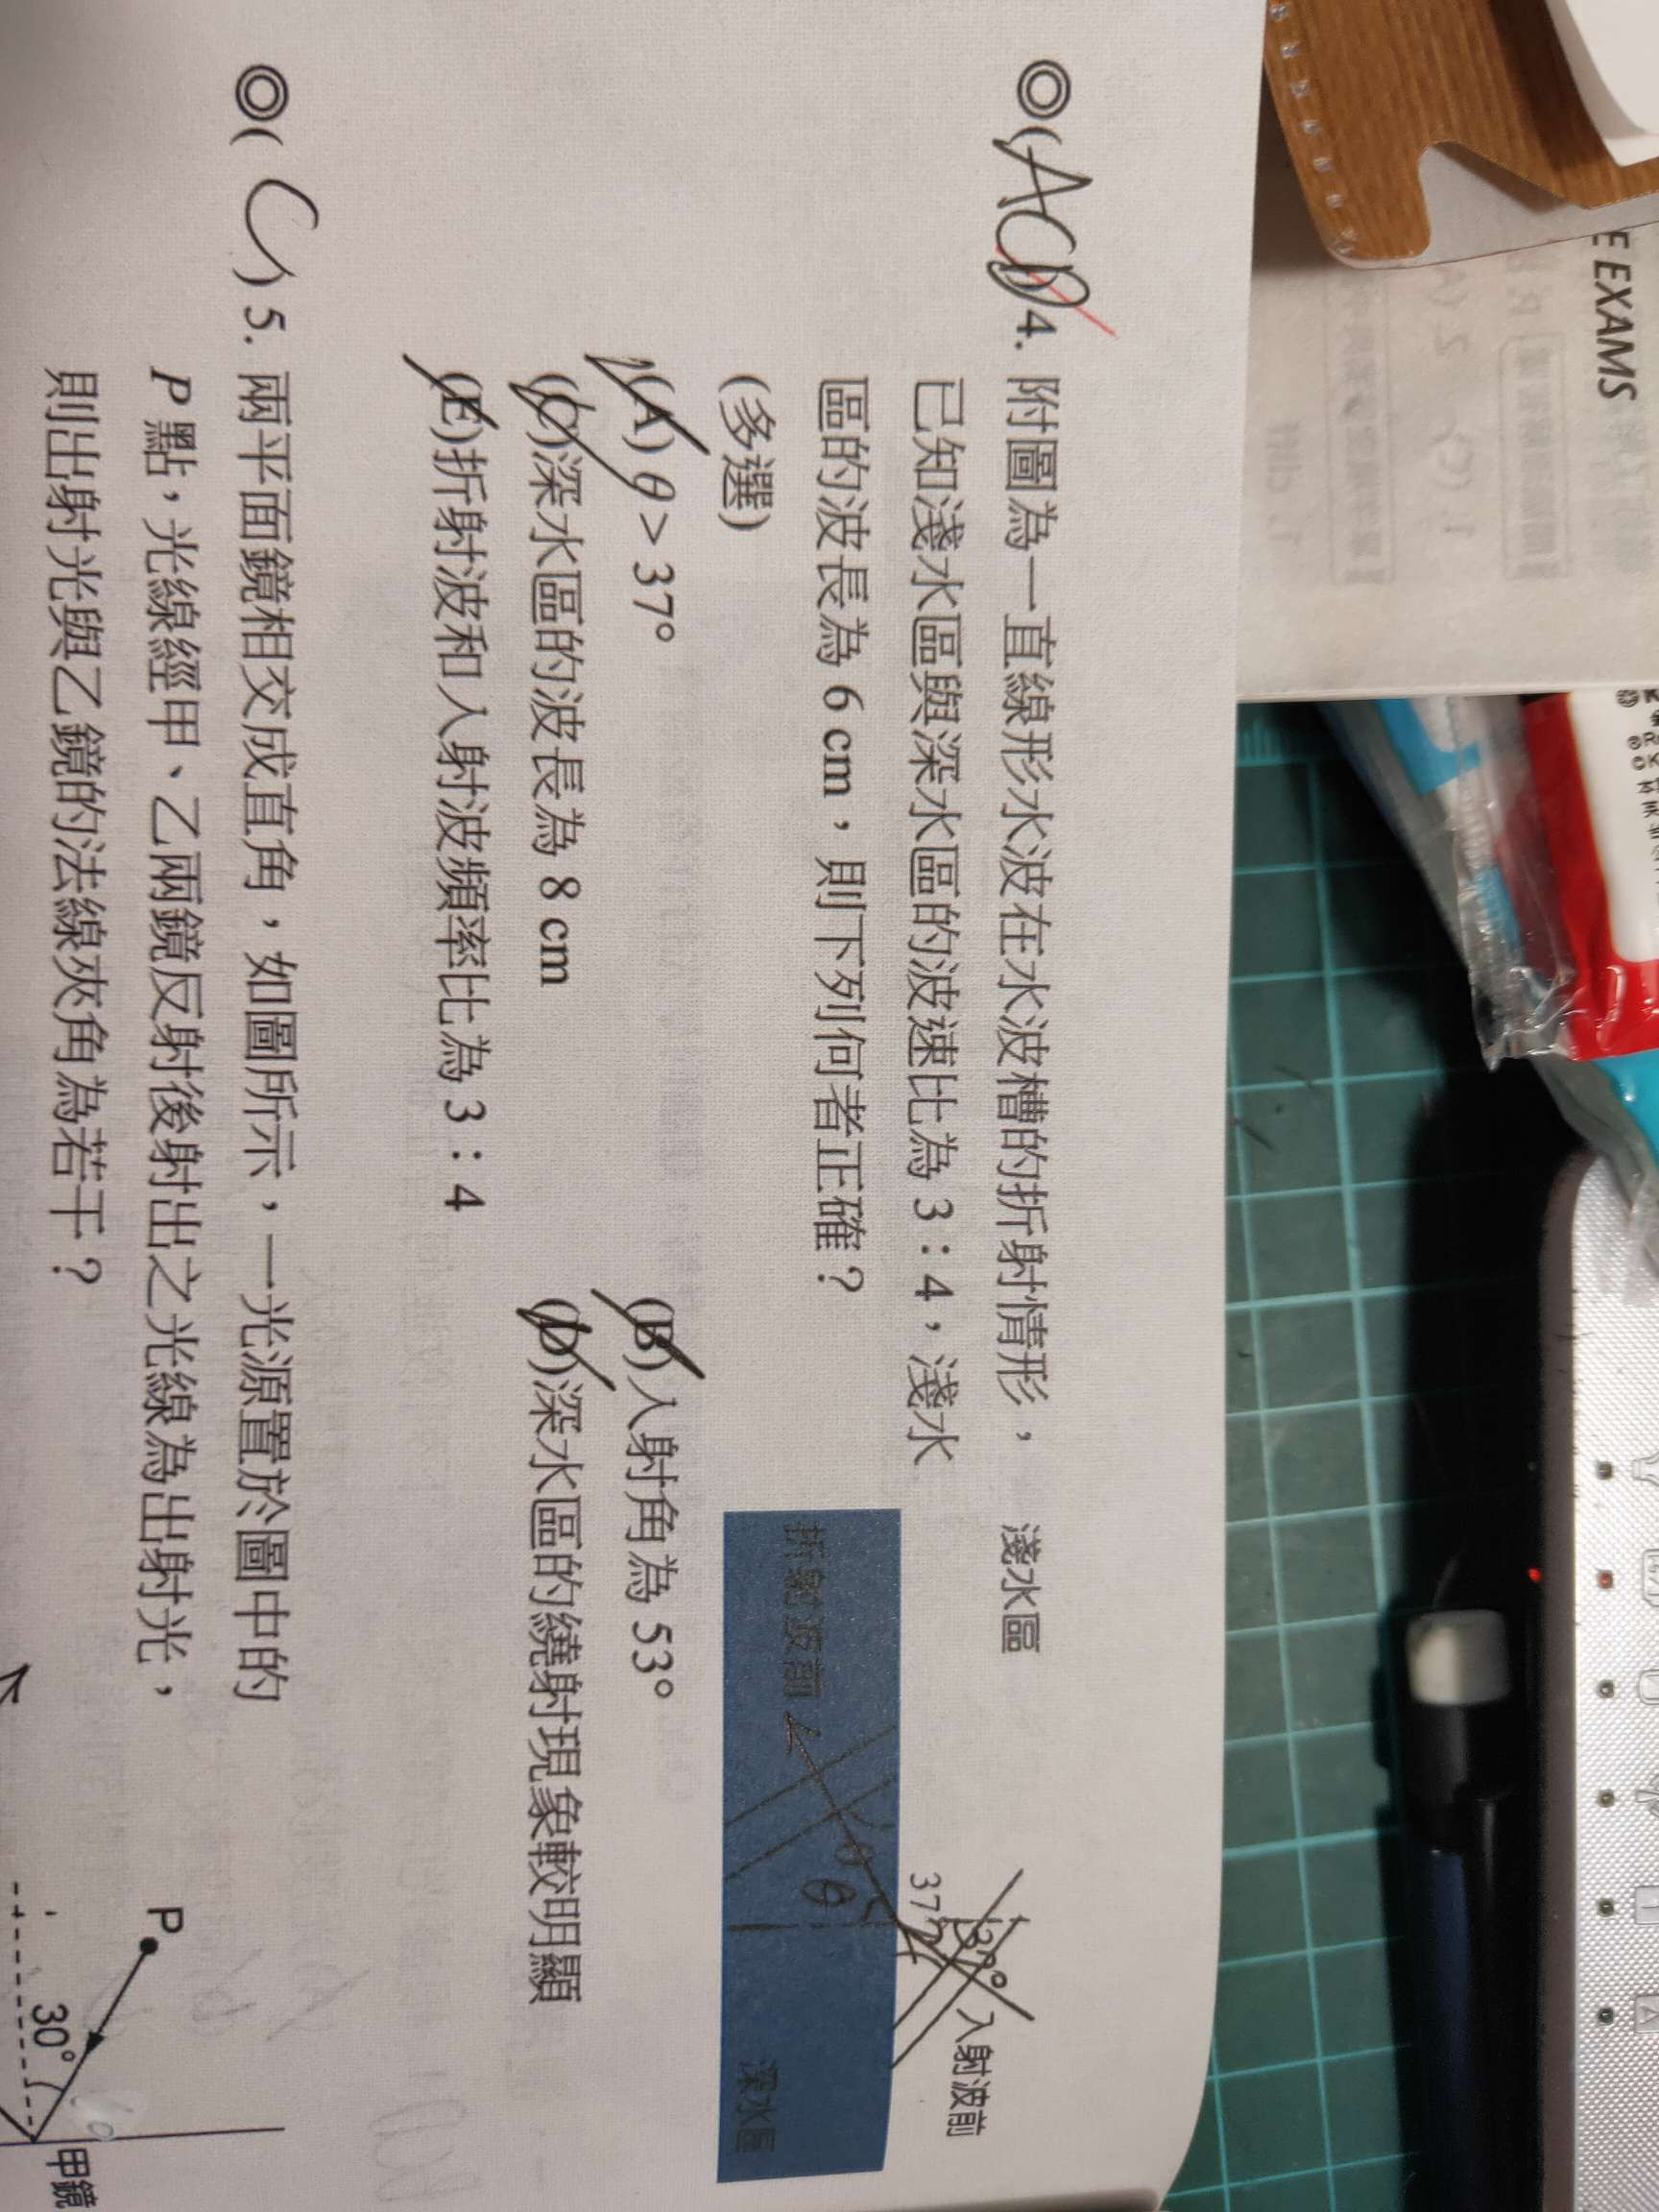 ◎(ACD)4. 附圖為一直線形水波在水波槽的折射情形，
已知淺水區與深水區的波速比為 3：4，淺水
區的波長為 6 cm，則下列何者正確？
(多選)
淺水區
37°
37°
入射波前
θ
折射波前
深水區
(A) θ > 37°
(B)入射角為 53°
(C)深水區的波長為 8 cm
(D)深水區的繞射現象較明顯
(E)折射波和入射波頻率比為 3：4
◎( C )5. 兩平面鏡相交成直角，如圖所示，一光源置於圖中的
P 點，光線經甲、乙兩鏡反射後射出之光線為出射光，
則出射光與乙鏡的法線夾角為若干？
P
30°
甲鏡
E EXAMS